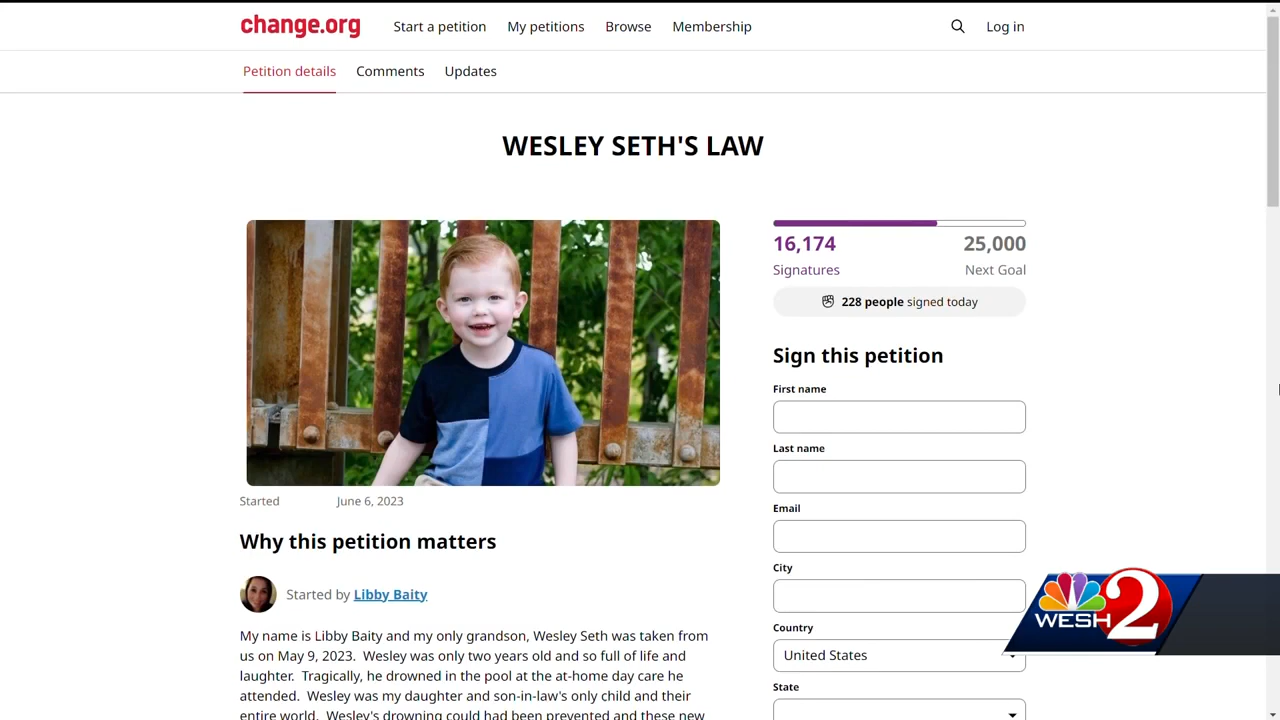 change.org
Start a petition
My petitions
Browse
Membership
Log in
Petition details
Comments
Updates
WESLEY SETH'S LAW
16,174
25,000
Signatures
Next Goal
228 people signed today
Sign this petition
First name
Last name
Email
City
Country
United States
State
Started
June 6, 2023
Why this petition matters
Started by Libby Baity
My name is Libby Baity and my only grandson, Wesley Seth was taken from
us on May 9, 2023. Wesley was only two years old and so full of life and
laughter. Tragically, he drowned in the pool at the at-home day care he
attended. Wesley was my daughter and son-in-law's only child and their
entire world. Wesley's drowning could had been prevented and these new
WESH 2